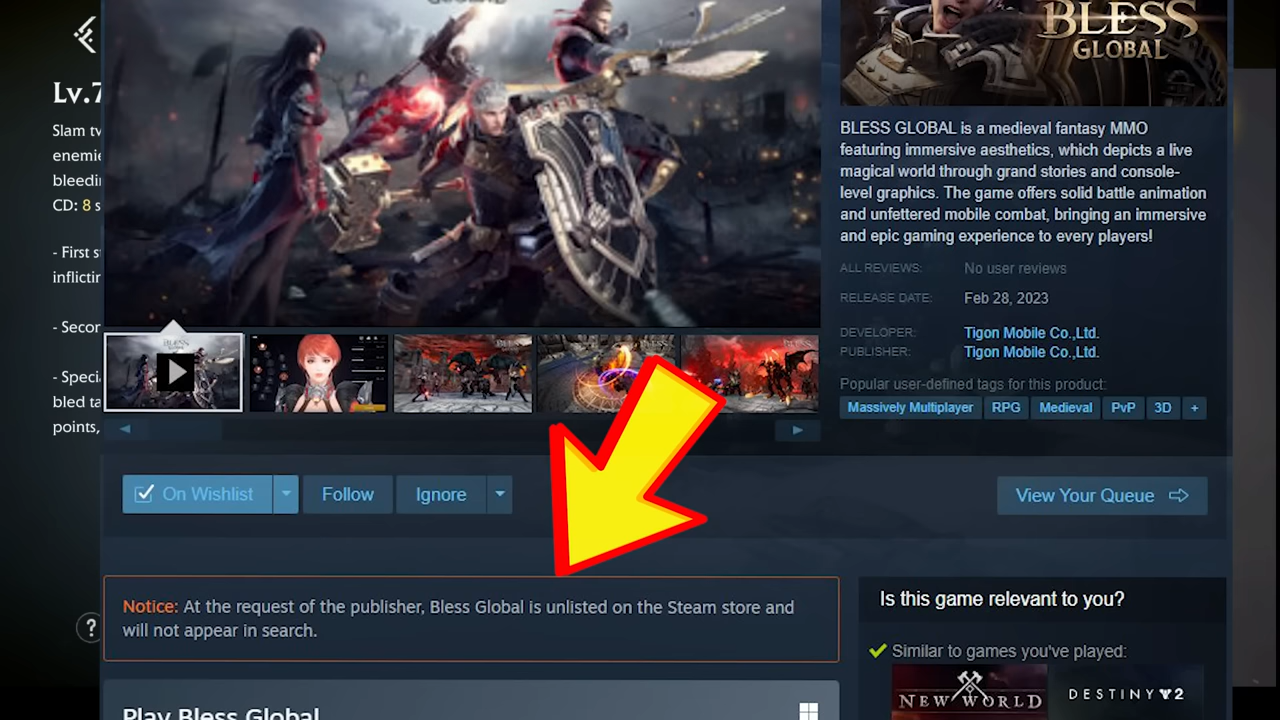 Lv.7
Slam tw
enemie
bleedin
CD: 8 s
- First s
inflictin
- Secor
- Speci
bled ta
points,
?
BLESS
GLOBAL
BLESS GLOBAL is a medieval fantasy MMO
featuring immersive aesthetics, which depicts a live
magical world through grand stories and console-
level graphics. The game offers solid battle animation
and unfettered mobile combat, bringing an immersive
and epic gaming experience to every players!
ALL REVIEWS: No user reviews
RELEASE DATE: Feb 28, 2023
DEVELOPER: Tigon Mobile Co.,Ltd.
PUBLISHER: Tigon Mobile Co.,Ltd.
Popular user-defined tags for this product:
Massively Multiplayer RPG Medieval PvP 3D +
On Wishlist Follow Ignore View Your Queue
Notice: At the request of the publisher, Bless Global is unlisted on the Steam store and
will not appear in search.
Play Bless Global
Is this game relevant to you?
Similar to games you've played:
NEW WORLD DESTINY 2